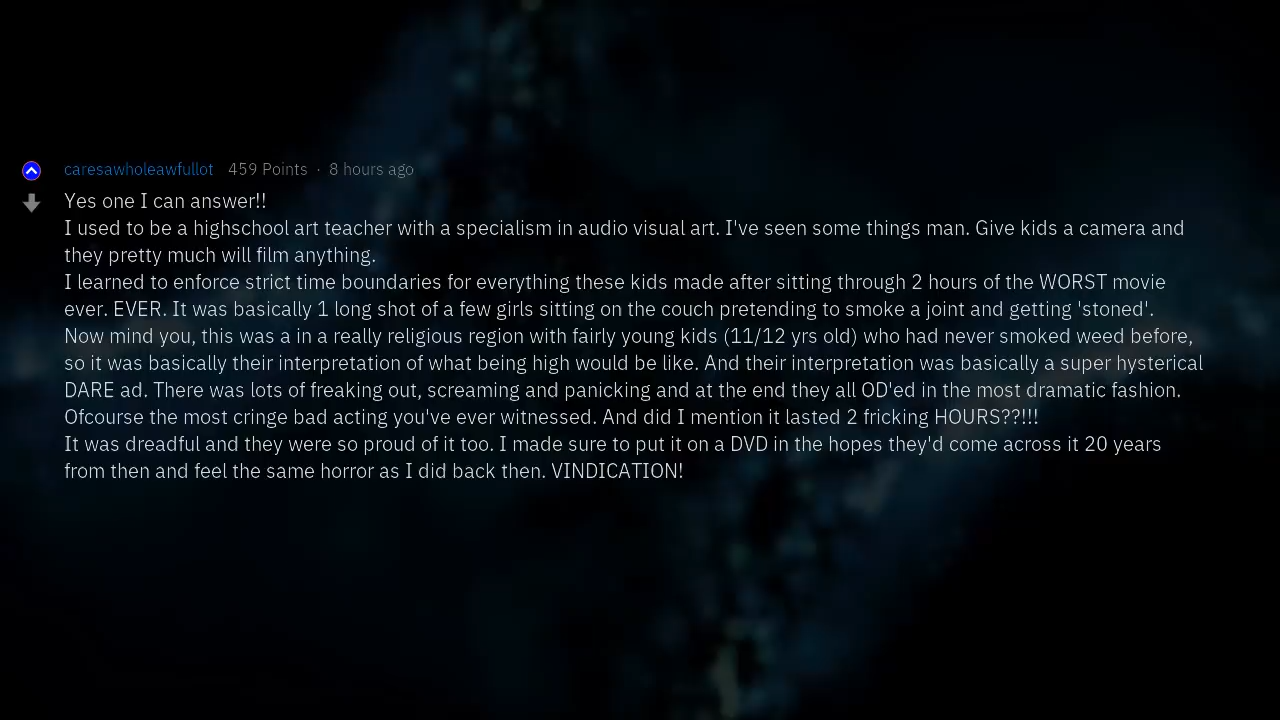 caresawholeawfullot 459 Points · 8 hours ago
Yes one I can answer!!
I used to be a highschool art teacher with a specialism in audio visual art. I've seen some things man. Give kids a camera and
they pretty much will film anything.
I learned to enforce strict time boundaries for everything these kids made after sitting through 2 hours of the WORST movie
ever. EVER. It was basically 1 long shot of a few girls sitting on the couch pretending to smoke a joint and getting 'stoned'.
Now mind you, this was a in a really religious region with fairly young kids (11/12 yrs old) who had never smoked weed before,
so it was basically their interpretation of what being high would be like. And their interpretation was basically a super hysterical
DARE ad. There was lots of freaking out, screaming and panicking and at the end they all OD'ed in the most dramatic fashion.
Ofcourse the most cringe bad acting you've ever witnessed. And did I mention it lasted 2 fricking HOURS??!!!
It was dreadful and they were so proud of it too. I made sure to put it on a DVD in the hopes they'd come across it 20 years
from then and feel the same horror as I did back then. VINDICATION!